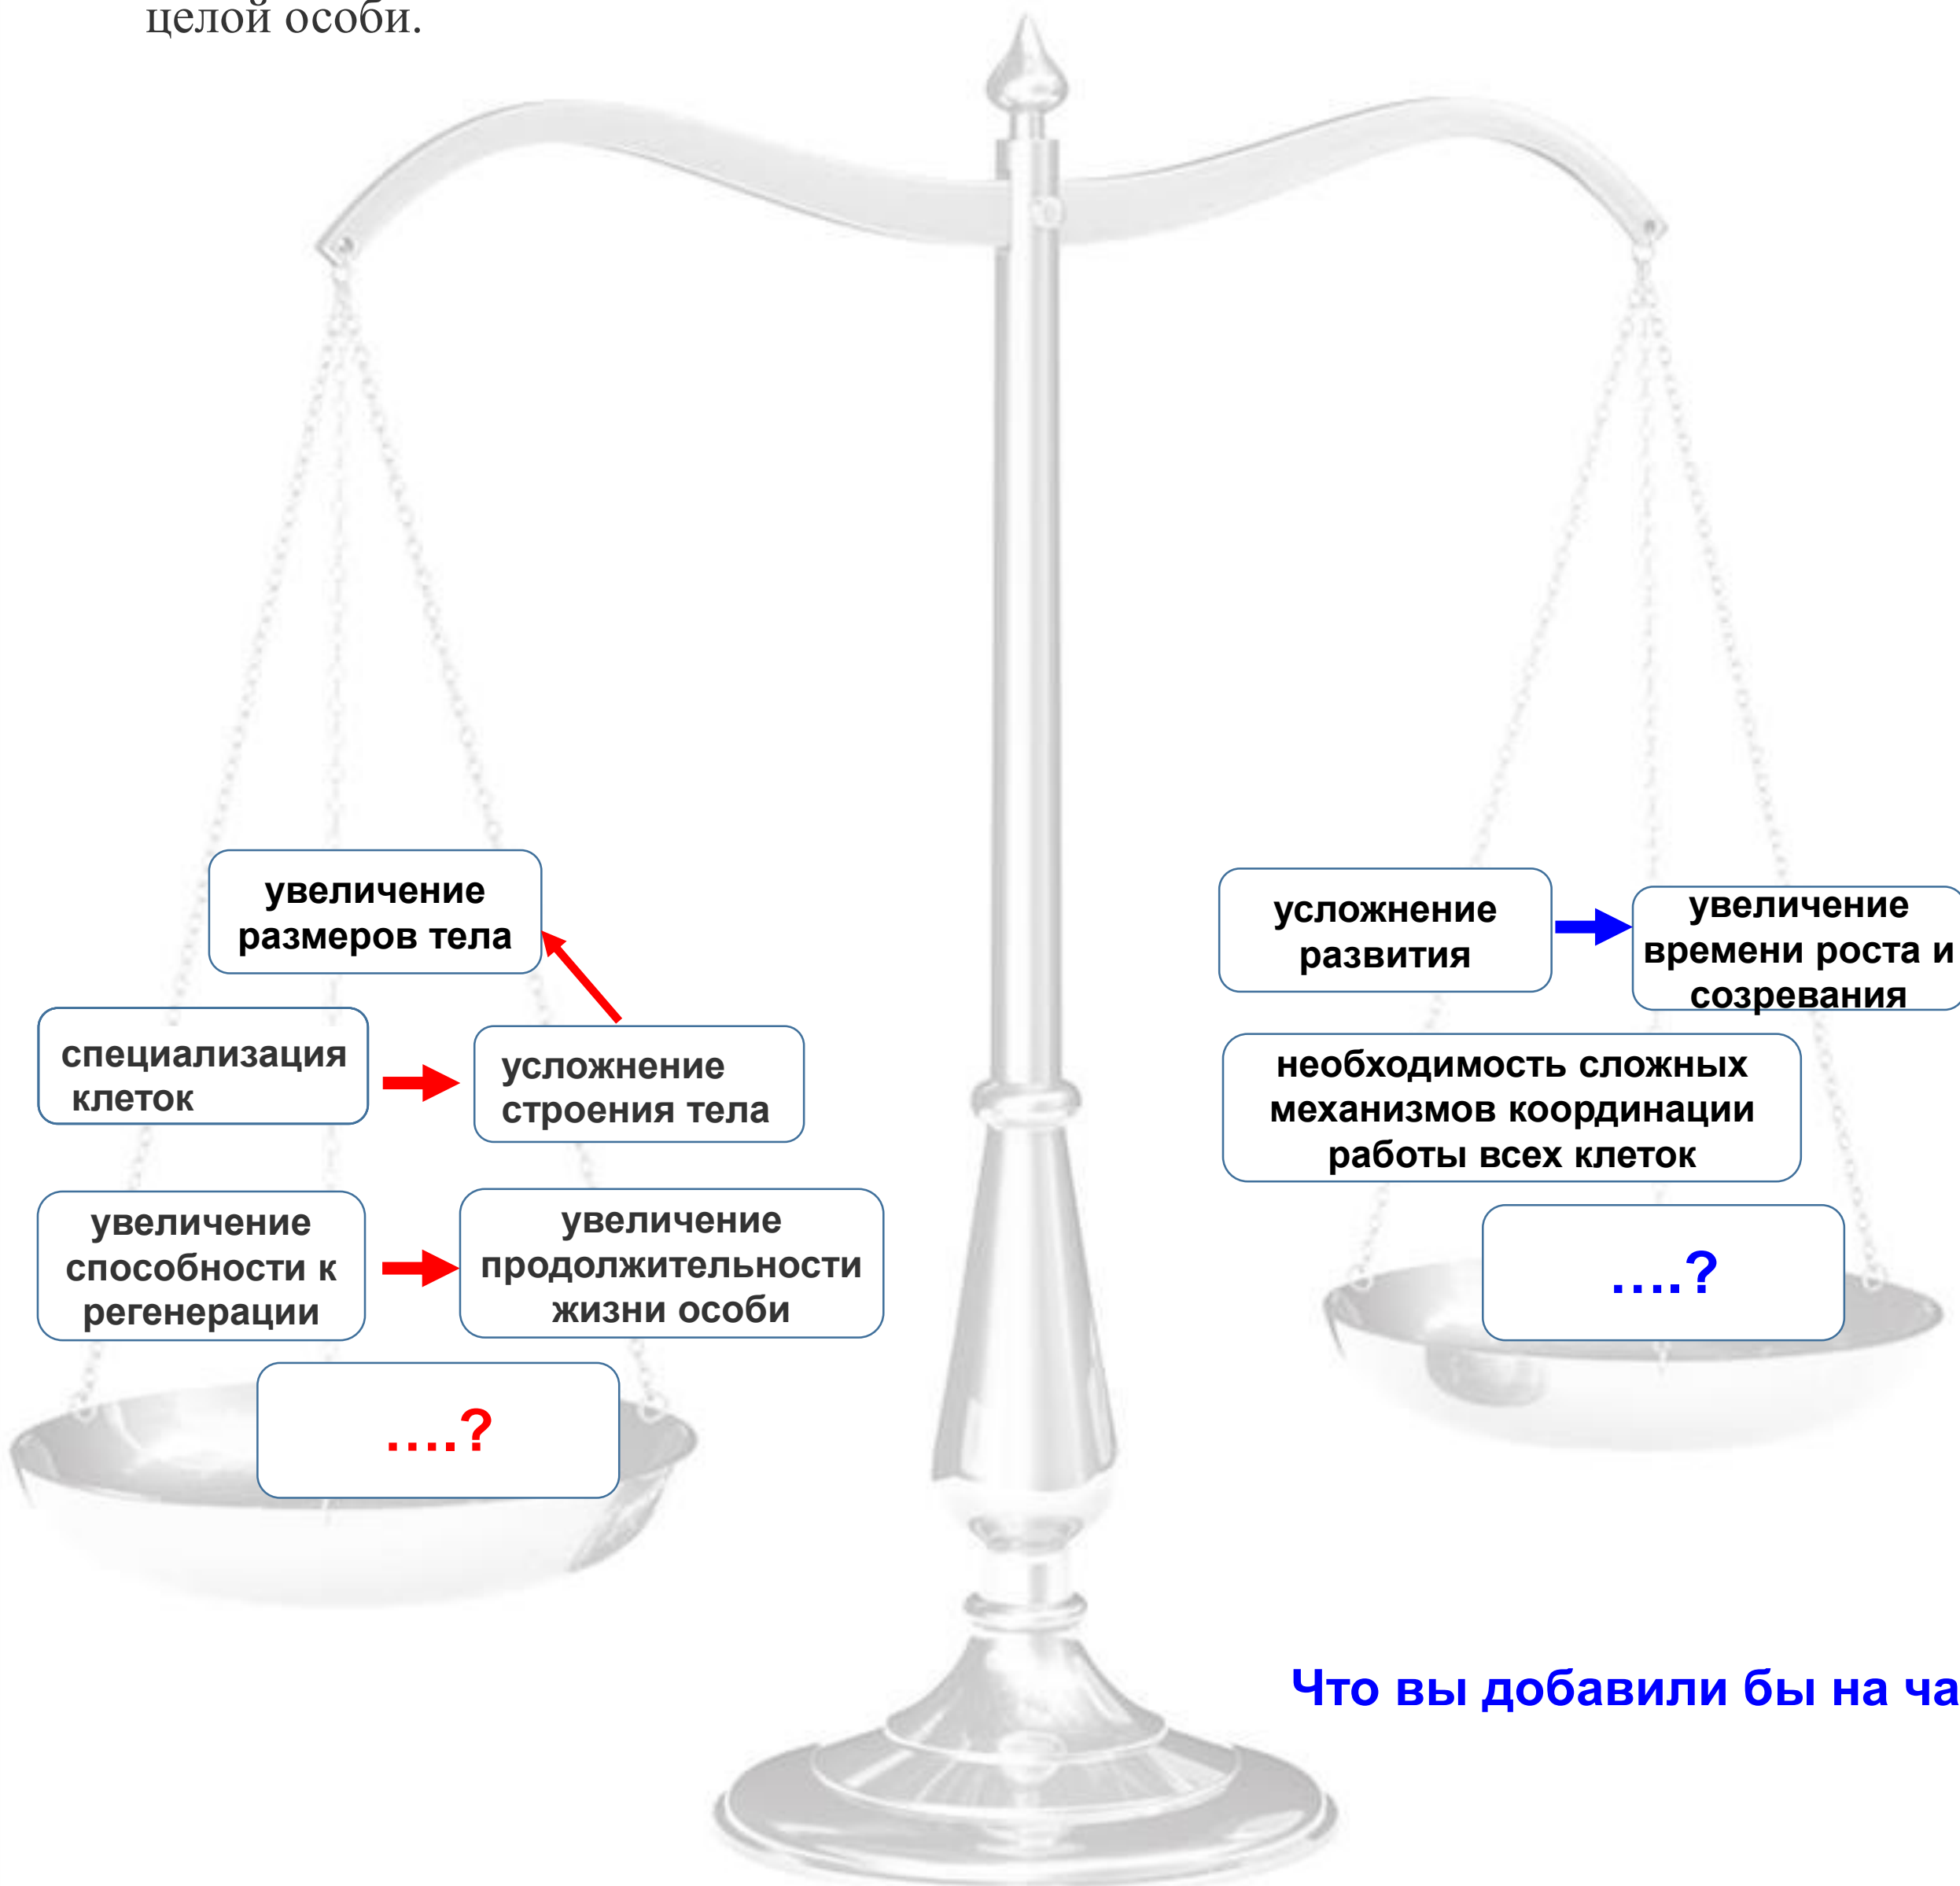 целой особи.
увеличение
размеров тела
специализация
клеток
усложнение
строения тела
увеличение
способности к
регенерации
увеличение
продолжительности
жизни особи
....?
усложнение
развития
увеличение
времени роста и
созревания
необходимость сложных
механизмов координации
работы всех клеток
....?
Что вы добавили бы на ча